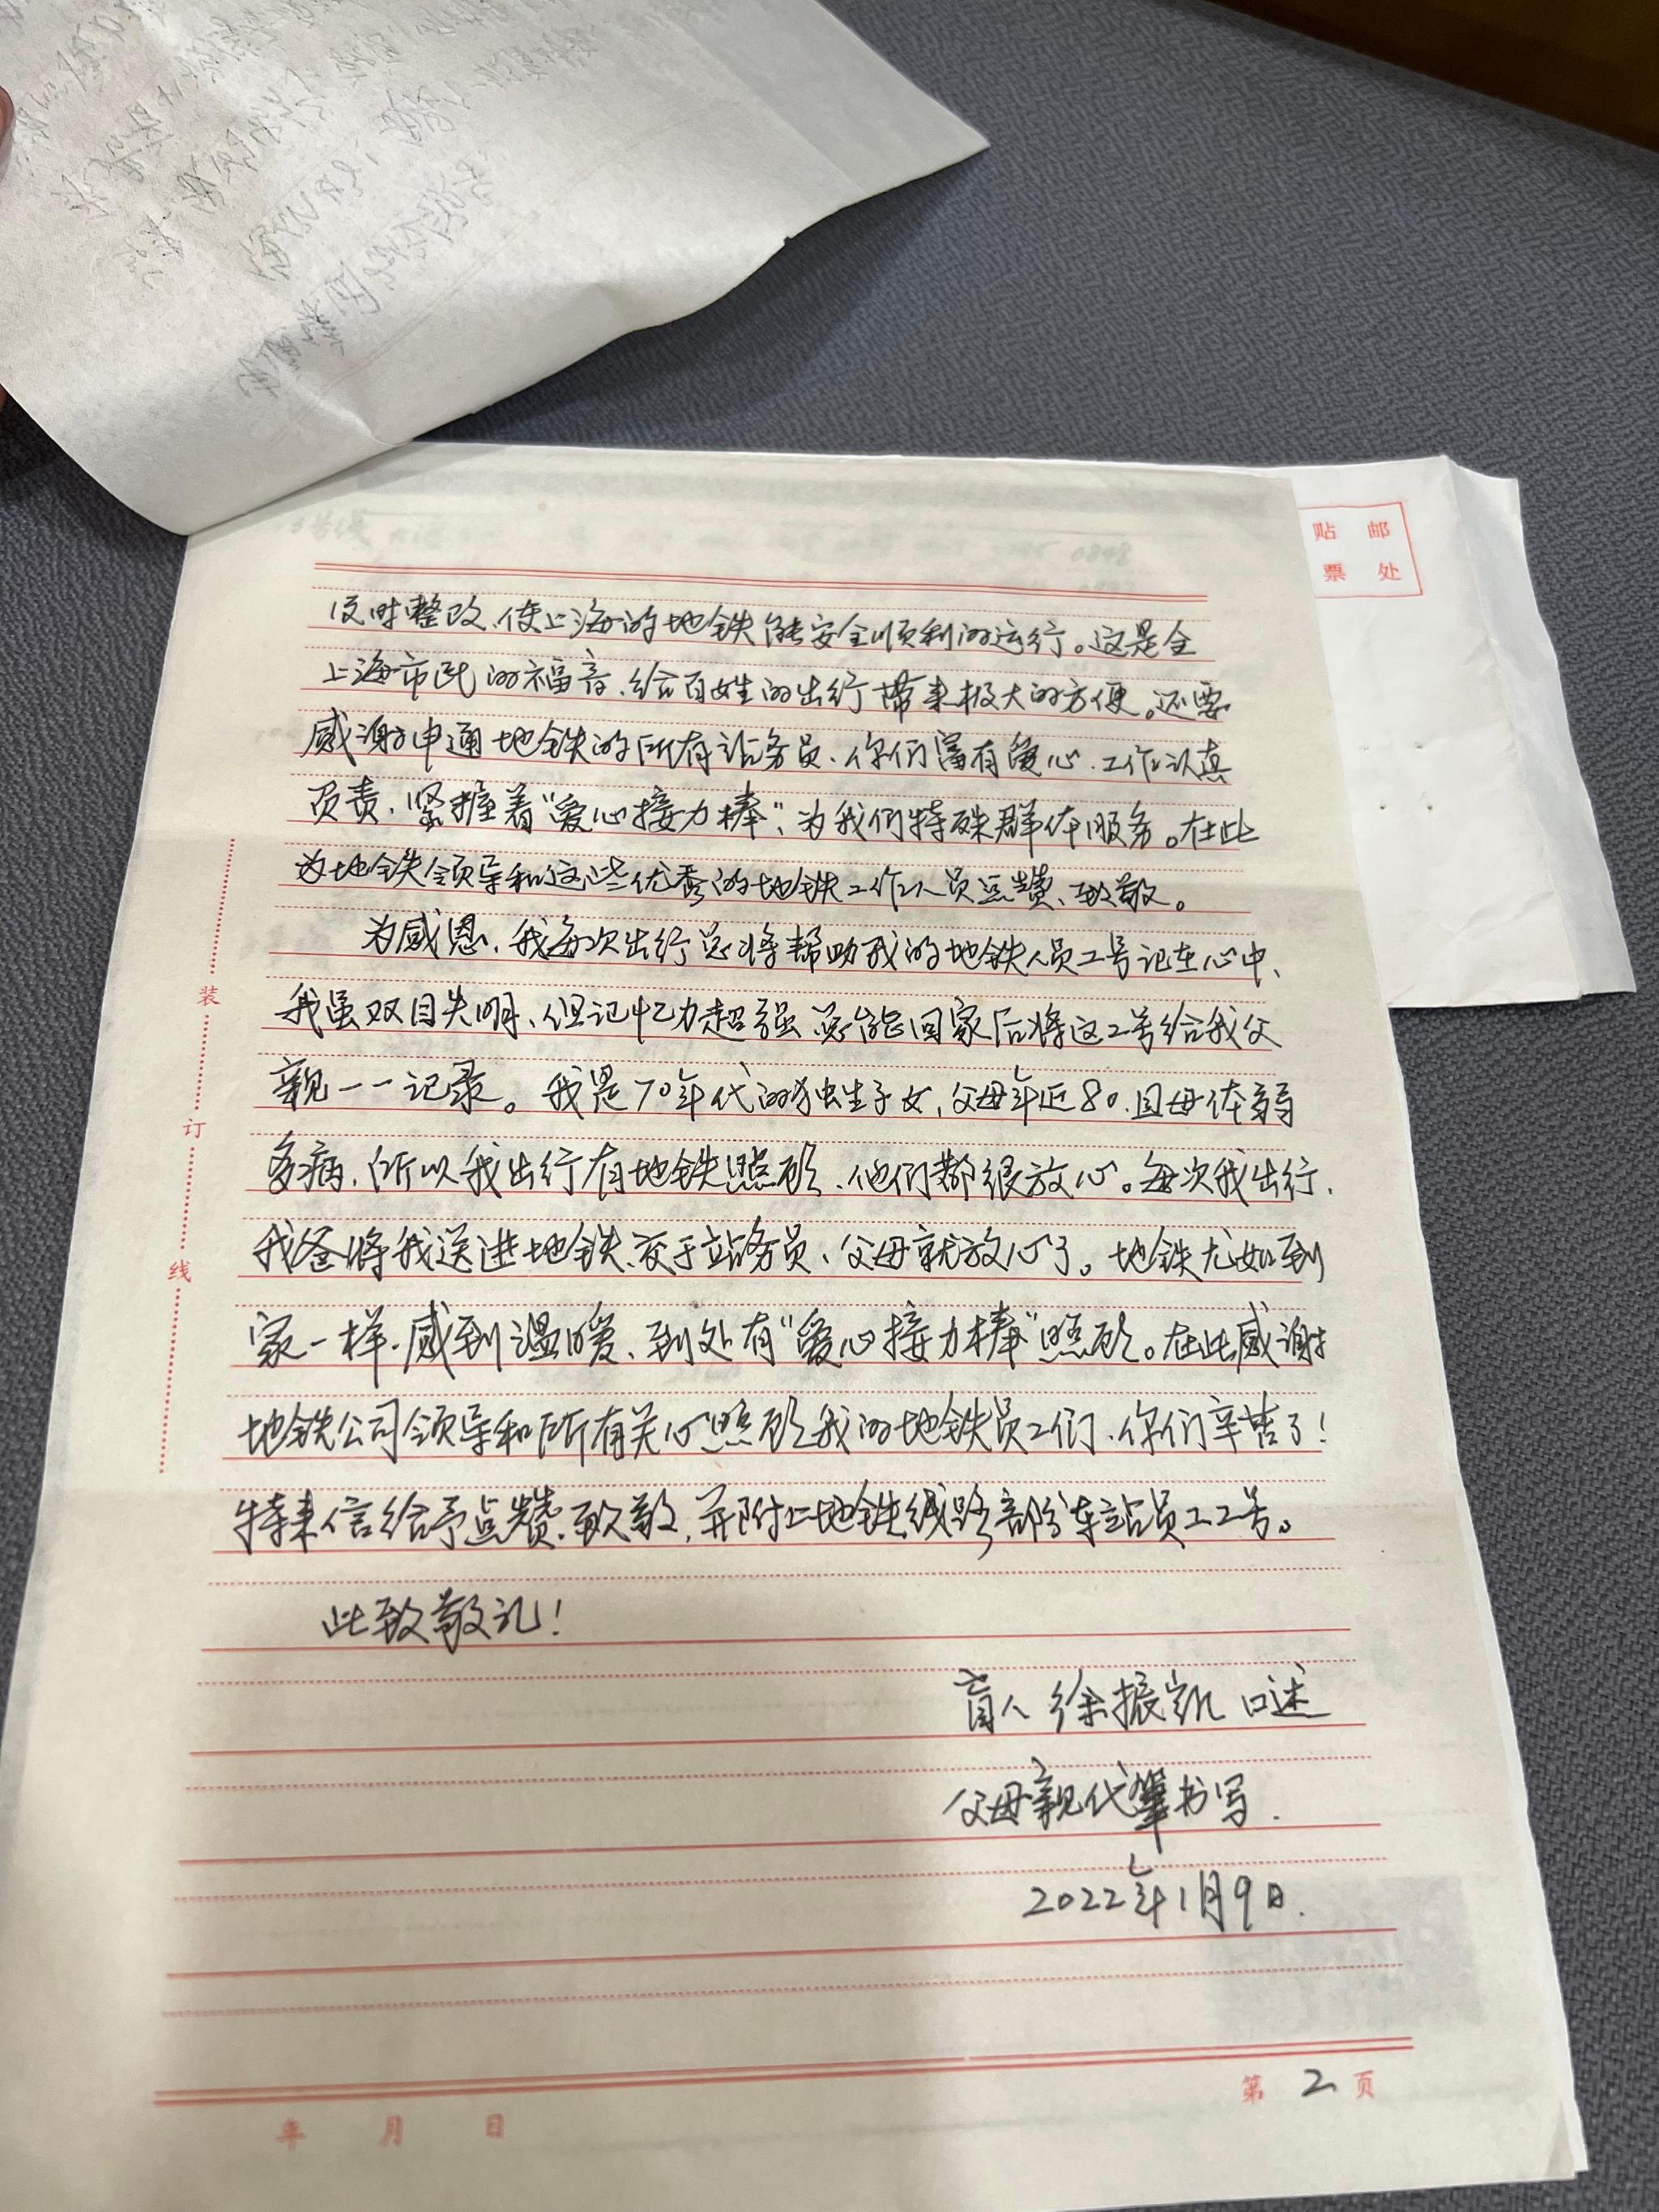 贴 邮
票 处
及时整改、使上海的地铁能安全顺利的运行。这是全
上海市民的福音、给百姓的出行带来极大的方便。还要
感谢申通地铁的所有站务员、你们富有爱心、工作认真
负责、紧握着“爱心接力棒”、为我们特殊群体服务。在此
为地铁领导和这些优秀的地铁工作人员点赞、致敬。
为感恩、我每次出行总将帮助我的地铁人员工号记在心中、
我虽双目失明、但记忆力超强总能回家后将这工号给我父
亲一一记录。我是70年代的独生子女、父母年近80、且母体弱
多病、所以我出行有地铁照顾、他们都很放心。每次我出行、
我爸将我送进地铁、交于站务员、父母就放心了。地铁尤如到
家一样、感到温暖、到处有“爱心接力棒”照顾。在此感谢
地铁公司领导和所有关心照顾我的地铁员工们、你们辛苦了!
特来信给予点赞、致敬、并附上地铁线路部份车站员工工号。
此致敬礼!
盲人 徐振凯 口述
父母亲代笔书写.
2022年1月9日.
装
订
线
第 2 页
年 月 日